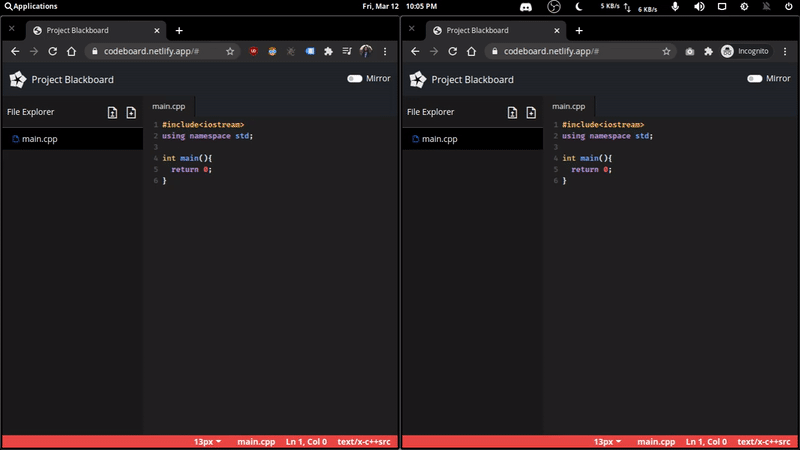 Applications
Fri, Mar 12 10:05 PM
5 KB/s
6 KB/s
Project Blackboard
codeboard.netlify.app/#
Project Blackboard
Mirror
File Explorer
main.cpp
main.cpp
1 #include<iostream>
2 using namespace std;
3
4 int main(){
5 return 0;
6 }
13px
main.cpp
Ln 1, Col 0
text/x-c++src
Project Blackboard
codeboard.netlify.app/#
Incognito
Project Blackboard
Mirror
File Explorer
main.cpp
main.cpp
1 #include<iostream>
2 using namespace std;
3
4 int main(){
5 return 0;
6 }
13px
main.cpp
Ln 1, Col 0
text/x-c++src